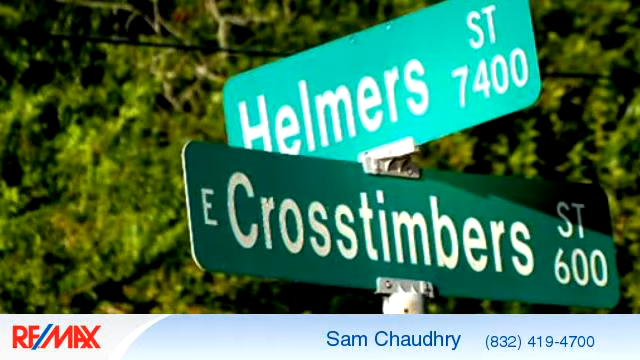 Helmers ST 7400
E Crosstimbers ST 600
RE/MAX Sam Chaudhry (832) 419-4700